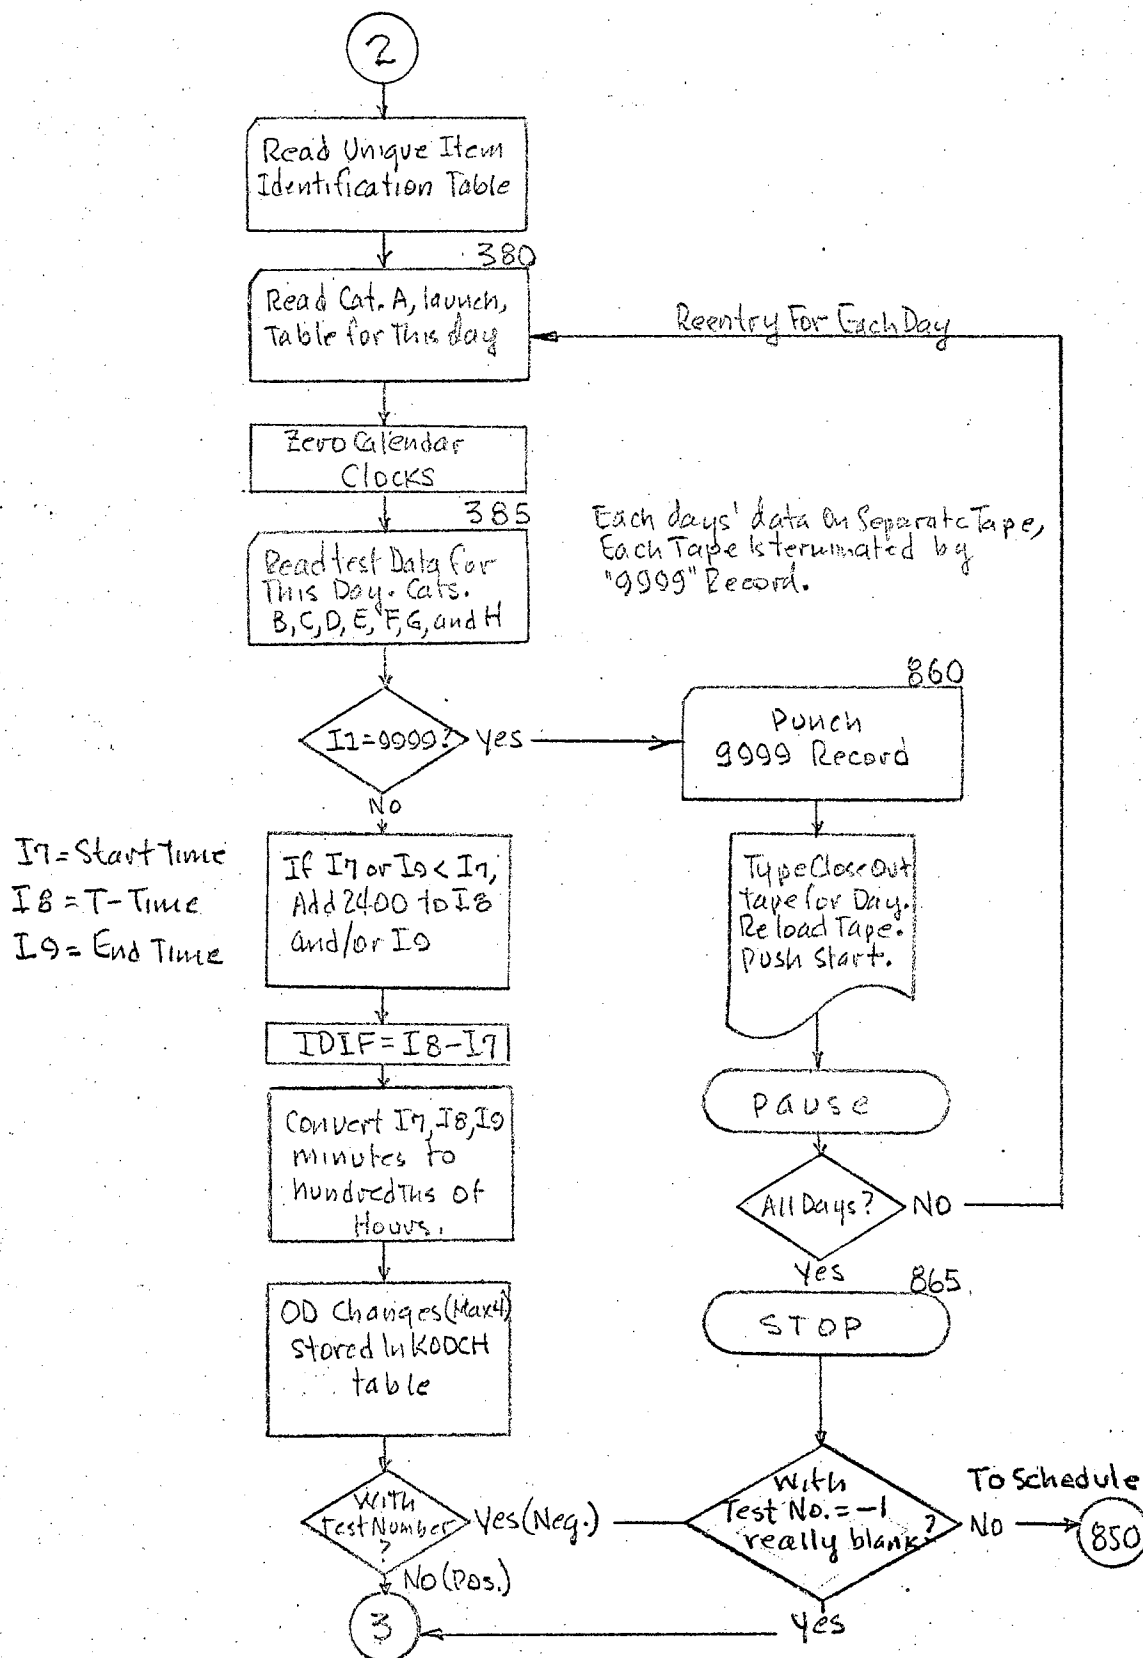 2
Read Unique Item
Identification Table
380
Read Cat. A, launch,
Table for This day
Reentry For Each Day
Zero Calendar
Clocks
385
Read test Data for
This Day. Cats.
B, C, D, E, F, G, and H
Each days' data On Separate Tape,
Each Tape is terminated by
"9999" Record.
860
I1=9999?
Yes
Punch
9999 Record
No
I7=Start Time
I8=T-Time
I9=End Time
If I7 or I9<I7,
Add 2400 to I8
and/or I9
Type Close Out
tape for Day.
Reload Tape.
Push Start.
IDIF=I8-I7
Pause
Convert I7, I8, I9
minutes to
hundredths of
Hours.
All Days?
NO
Yes
865
STOP
OD Changes (Max4)
Stored In KODCH
table
With
Test Number
?
Yes (Neg.)
With
Test No.=-1
really blank?
To Schedule
No
850
No (Pos.)
Yes
3